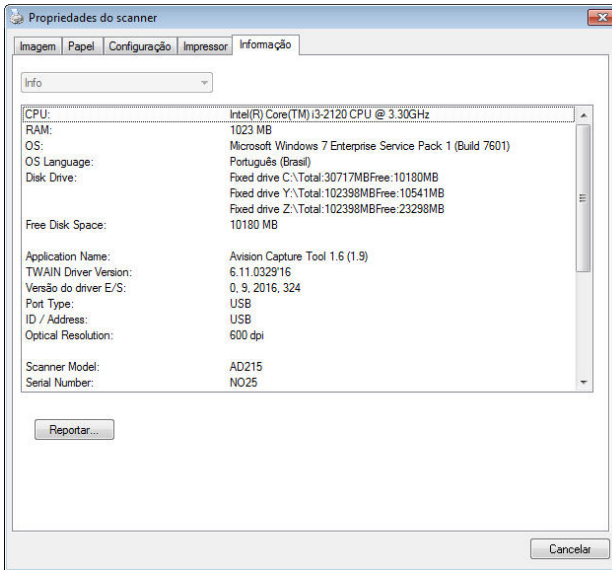 Propriedades do scanner
Imagem Papel Configuração Impressor Informação
Info
CPU: Intel(R) Core(TM) i3-2120 CPU @ 3.30GHz
RAM: 1023 MB
OS: Microsoft Windows 7 Enterprise Service Pack 1 (Build 7601)
OS Language: Português (Brasil)
Disk Drive: Fixed drive C:\Total:30717MBFree:10180MB
Fixed drive Y:\Total:102398MBFree:10541MB
Fixed drive Z:\Total:102398MBFree:23298MB
Free Disk Space: 10180 MB
Application Name: Avision Capture Tool 1.6 (1.9)
TWAIN Driver Version: 6.11.0329'16
Versão do driver E/S: 0, 9, 2016, 324
Port Type: USB
ID / Address: USB
Optical Resolution: 600 dpi
Scanner Model: AD215
Serial Number: NO25
Reportar...
Cancelar